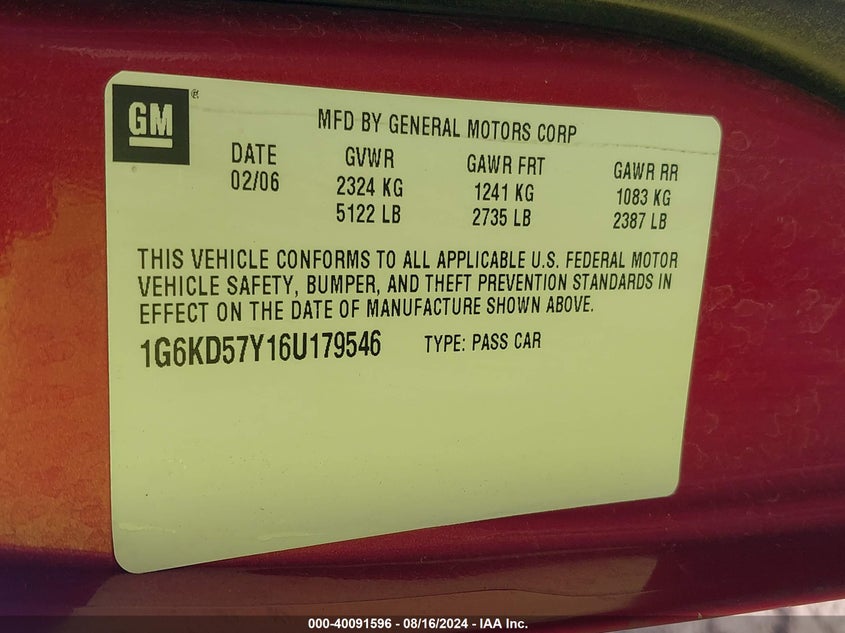 GM ®
MFD BY GENERAL MOTORS CORP
DATE GVWR GAWR FRT GAWR RR
02/06 2324 KG 1241 KG 1083 KG
5122 LB 2735 LB 2387 LB
THIS VEHICLE CONFORMS TO ALL APPLICABLE U.S. FEDERAL MOTOR
VEHICLE SAFETY, BUMPER, AND THEFT PREVENTION STANDARDS IN
EFFECT ON THE DATE OF MANUFACTURE SHOWN ABOVE.
1G6KD57Y16U179546 TYPE: PASS CAR
000-40091596 - 08/16/2024 - IAA Inc.